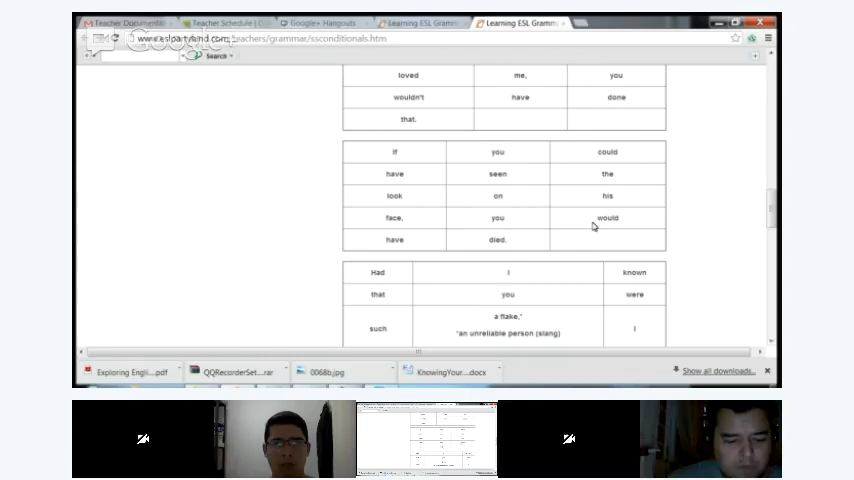 Teacher Documentat
Teacher Schedule | G
Google+ Hangouts
Learning ESL Gramm
Learning ESL Gramma
Google+
www.eslpartyland.com/teachers/grammar/ssconditionals.htm
Search
loved me, you
wouldn't have done
that.
If you could
have seen the
look on his
face, you would
have died.
Had I known
that you were
a flake,*
such I
*an unreliable person (slang)
Exploring Engli....pdf
QQRecorderSet...rar
0068b.jpg
KnowingYour....docx
Show all downloads...